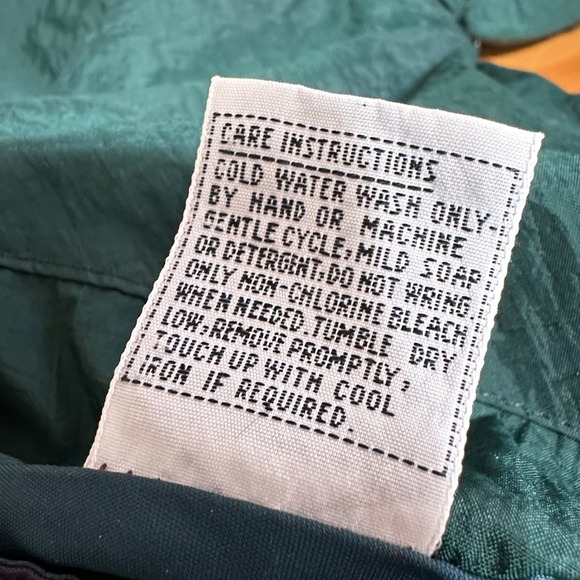 CARE INSTRUCTIONS
COLD WATER WASH ONLY-
BY HAND OR MACHINE
GENTLE CYCLE, MILD SOAP
OR DETERGENT. DO NOT WRING.
ONLY NON-CHLORINE BLEACH
WHEN NEEDED. TUMBLE DRY
LOW, REMOVE PROMPTLY,
TOUCH UP WITH COOL
IRON IF REQUIRED.